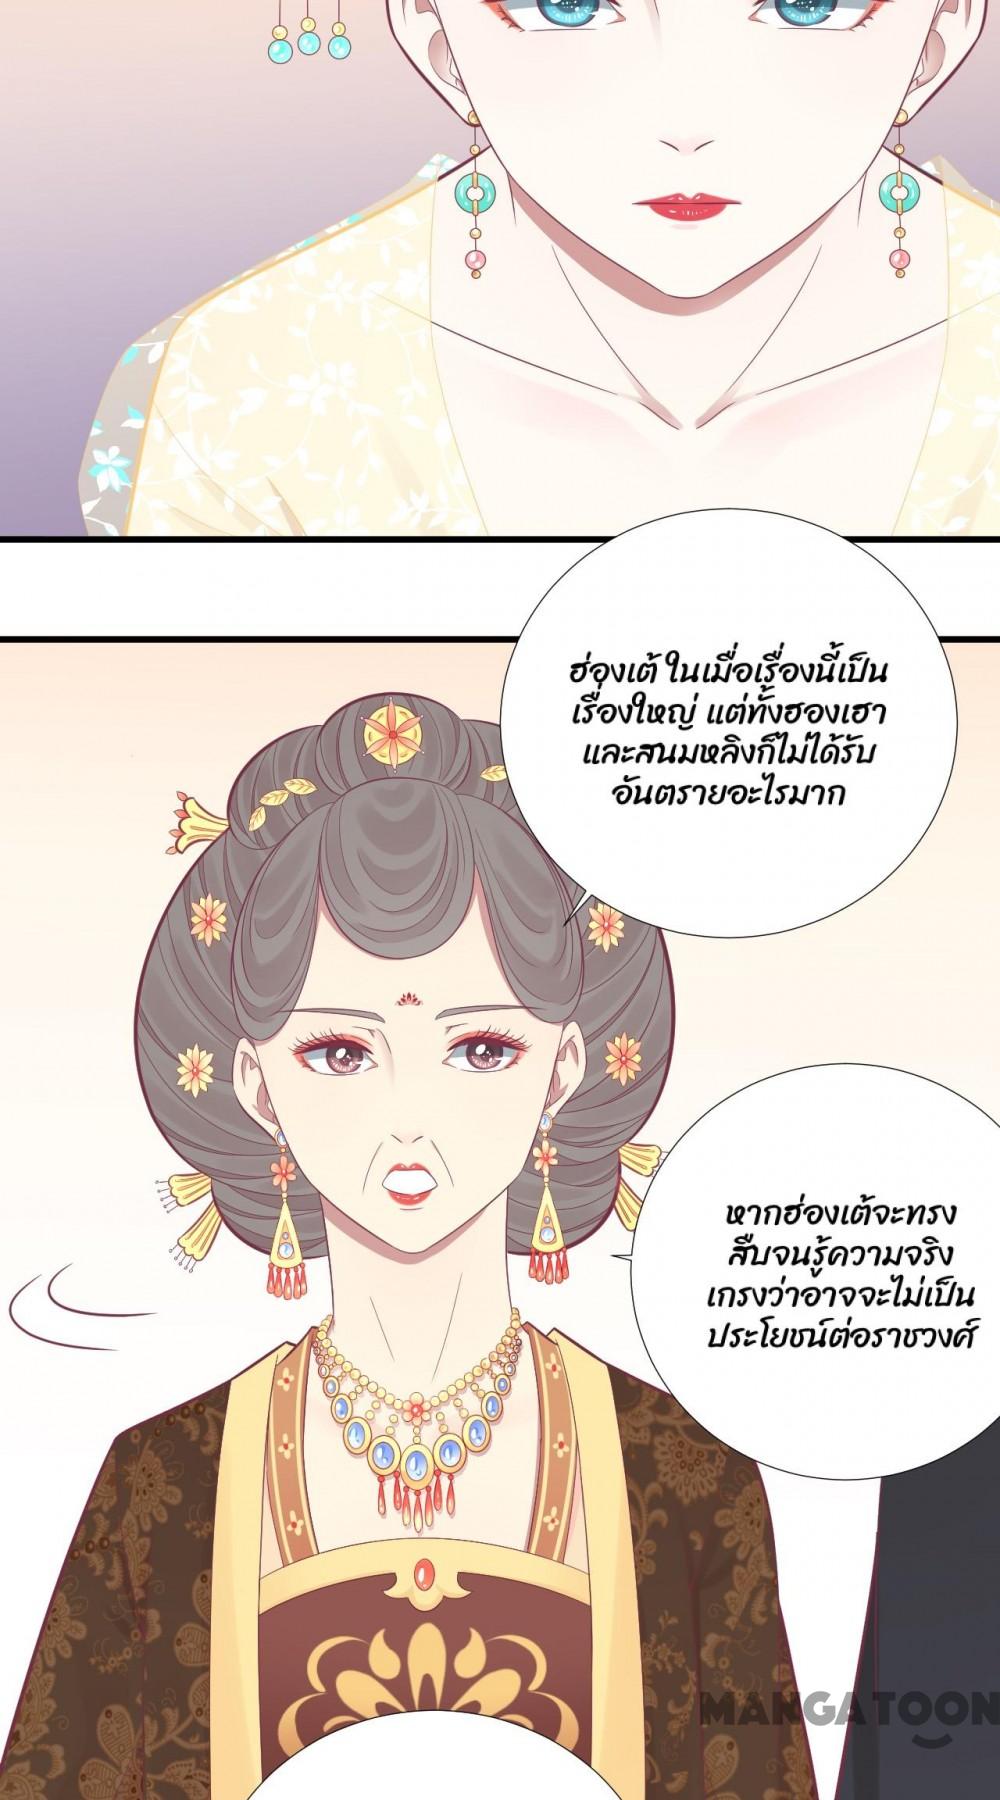 ฮ่องเต้ ในเมื่อเรื่องนี้เป็น
เรื่องใหญ่ แต่ทั้งฮองเฮา
และสนมหลิงก็ไม่ได้รับ
อันตรายอะไรมาก
หากฮ่องเต้จะทรง
สืบจนรู้ความจริง
เกรงว่าอาจจะไม่เป็น
ประโยชน์ต่อราชวงศ์
MANGATOON